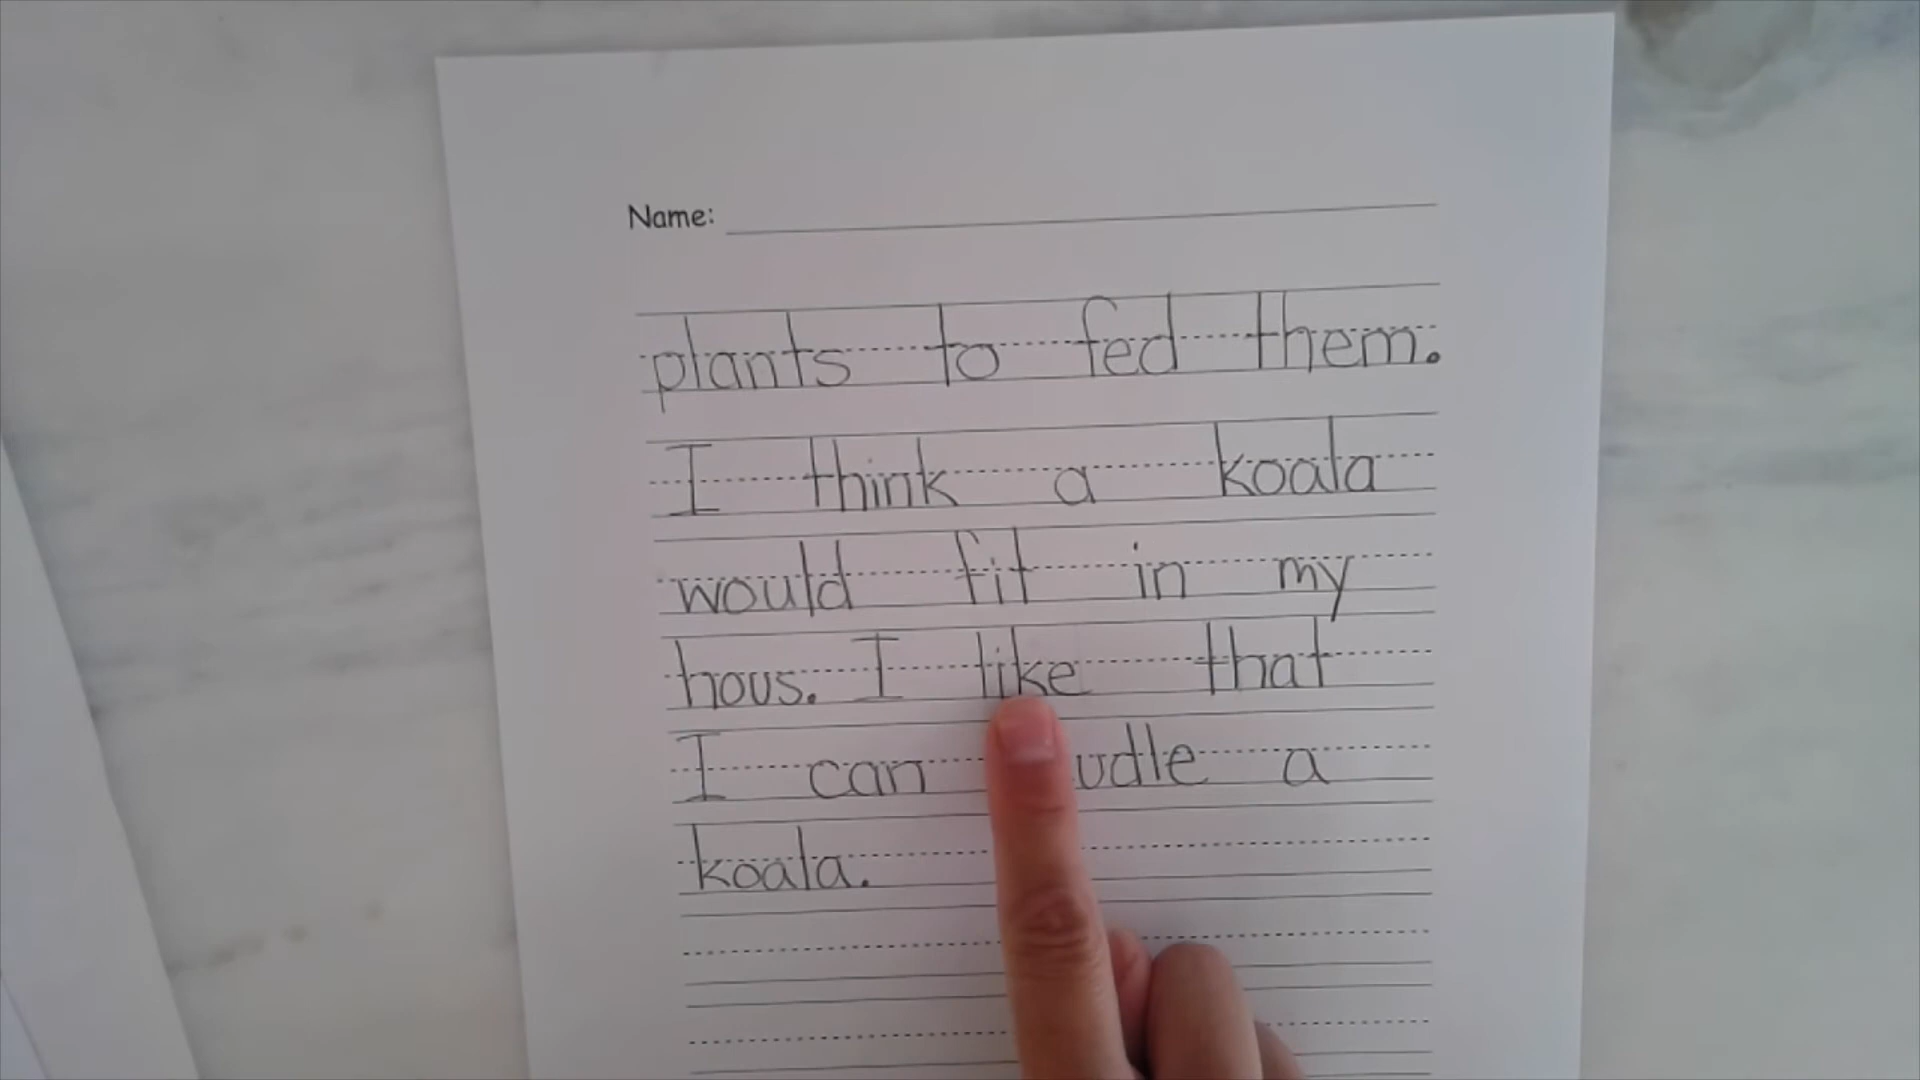 Name:
plants to fed them.
I think a koala
would fit in my
hous. I like that
I can udle a
koala.